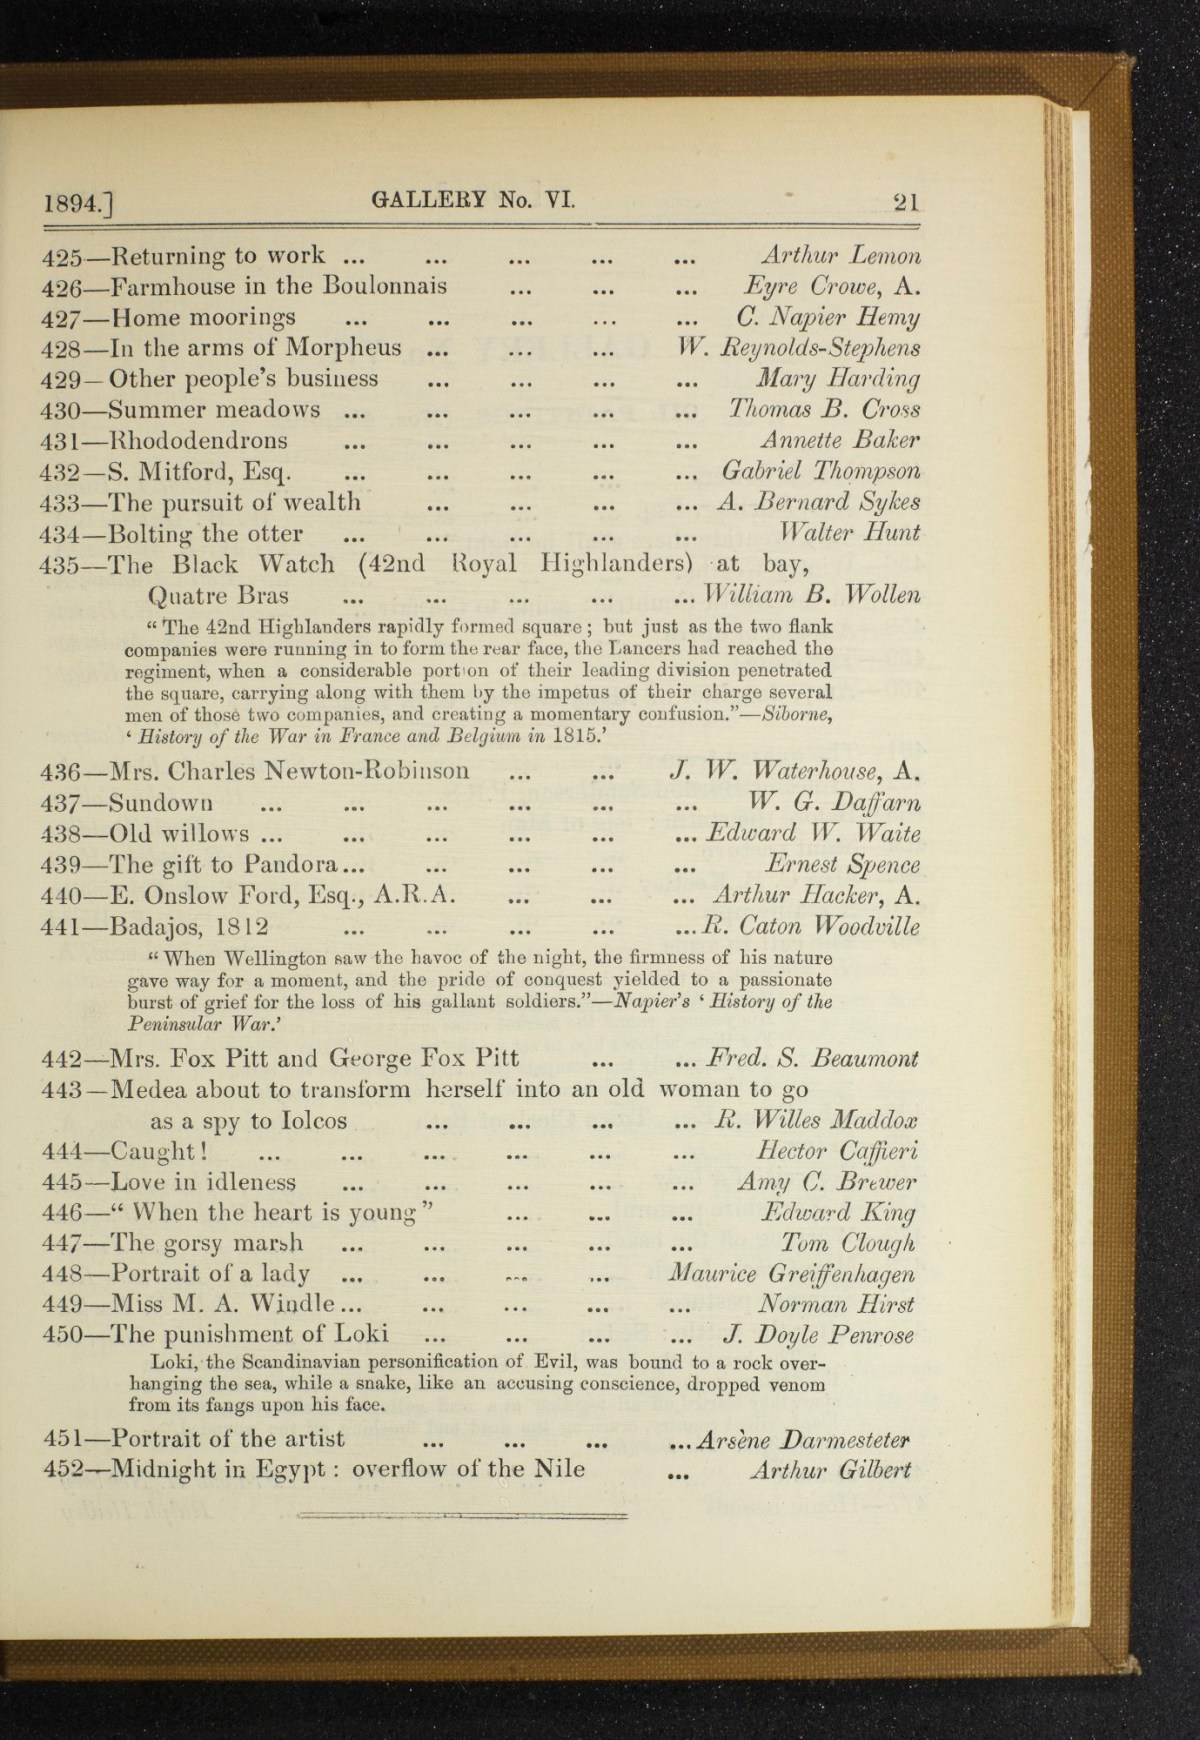 1894.] GALLERY No. VI. 21
425—Returning to work ... ... ... ... ... Arthur Lemon
426—Farmhouse in the Boulonnais ... ... ... Eyre Crowe, A.
427—Home moorings ... ... ... ... ... C. Napier Hemy
428—In the arms of Morpheus ... ... ... W. Reynolds-Stephens
429—Other people's business ... ... ... ... Mary Harding
430—Summer meadows ... ... ... ... ... Thomas B. Cross
431—Rhododendrons ... ... ... ... ... Annette Baker
432—S. Mitford, Esq. ... ... ... ... ... Gabriel Thompson
433—The pursuit of wealth ... ... ... ... A. Bernard Sykes
434—Bolting the otter ... ... ... ... ... Walter Hunt
435—The Black Watch (42nd Royal Highlanders) at bay,
Quatre Bras ... ... ... ... ... William B. Wollen
“ The 42nd Highlanders rapidly formed square ; but just as the two flank
companies were running in to form the rear face, the Lancers had reached the
regiment, when a considerable portion of their leading division penetrated
the square, carrying along with them by the impetus of their charge several
men of those two companies, and creating a momentary confusion.”—Siborne,
‘ History of the War in France and Belgium in 1815.’
436—Mrs. Charles Newton-Robinson ... ... J. W. Waterhouse, A.
437—Sundown ... ... ... ... ... ... W. G. Daffarn
438—Old willows ... ... ... ... ... ... Edward W. Waite
439—The gift to Pandora... ... ... ... ... Ernest Spence
440—E. Onslow Ford, Esq., A.R.A. ... ... ... Arthur Hacker, A.
441—Badajos, 1812 ... ... ... ... ... R. Caton Woodville
“ When Wellington saw the havoc of the night, the firmness of his nature
gave way for a moment, and the pride of conquest yielded to a passionate
burst of grief for the loss of his gallant soldiers.”—Napier's ‘ History of the
Peninsular War.’
442—Mrs. Fox Pitt and George Fox Pitt ... ... Fred. S. Beaumont
443—Medea about to transform herself into an old woman to go
as a spy to Iolcos ... ... ... ... R. Willes Maddox
444—Caught ! ... ... ... ... ... ... Hector Caffieri
445—Love in idleness ... ... ... ... ... Amy C. Brewer
446—“ When the heart is young ” ... ... ... Edward King
447—The gorsy marsh ... ... ... ... ... Tom Clough
448—Portrait of a lady ... ... ... ... Maurice Greiffenhagen
449—Miss M. A. Windle... ... ... ... ... Norman Hirst
450—The punishment of Loki ... ... ... ... J. Doyle Penrose
Loki, the Scandinavian personification of Evil, was bound to a rock over-
hanging the sea, while a snake, like an accusing conscience, dropped venom
from its fangs upon his face.
451—Portrait of the artist ... ... ... ... Arsène Darmesteter
452—Midnight in Egypt : overflow of the Nile ... Arthur Gilbert